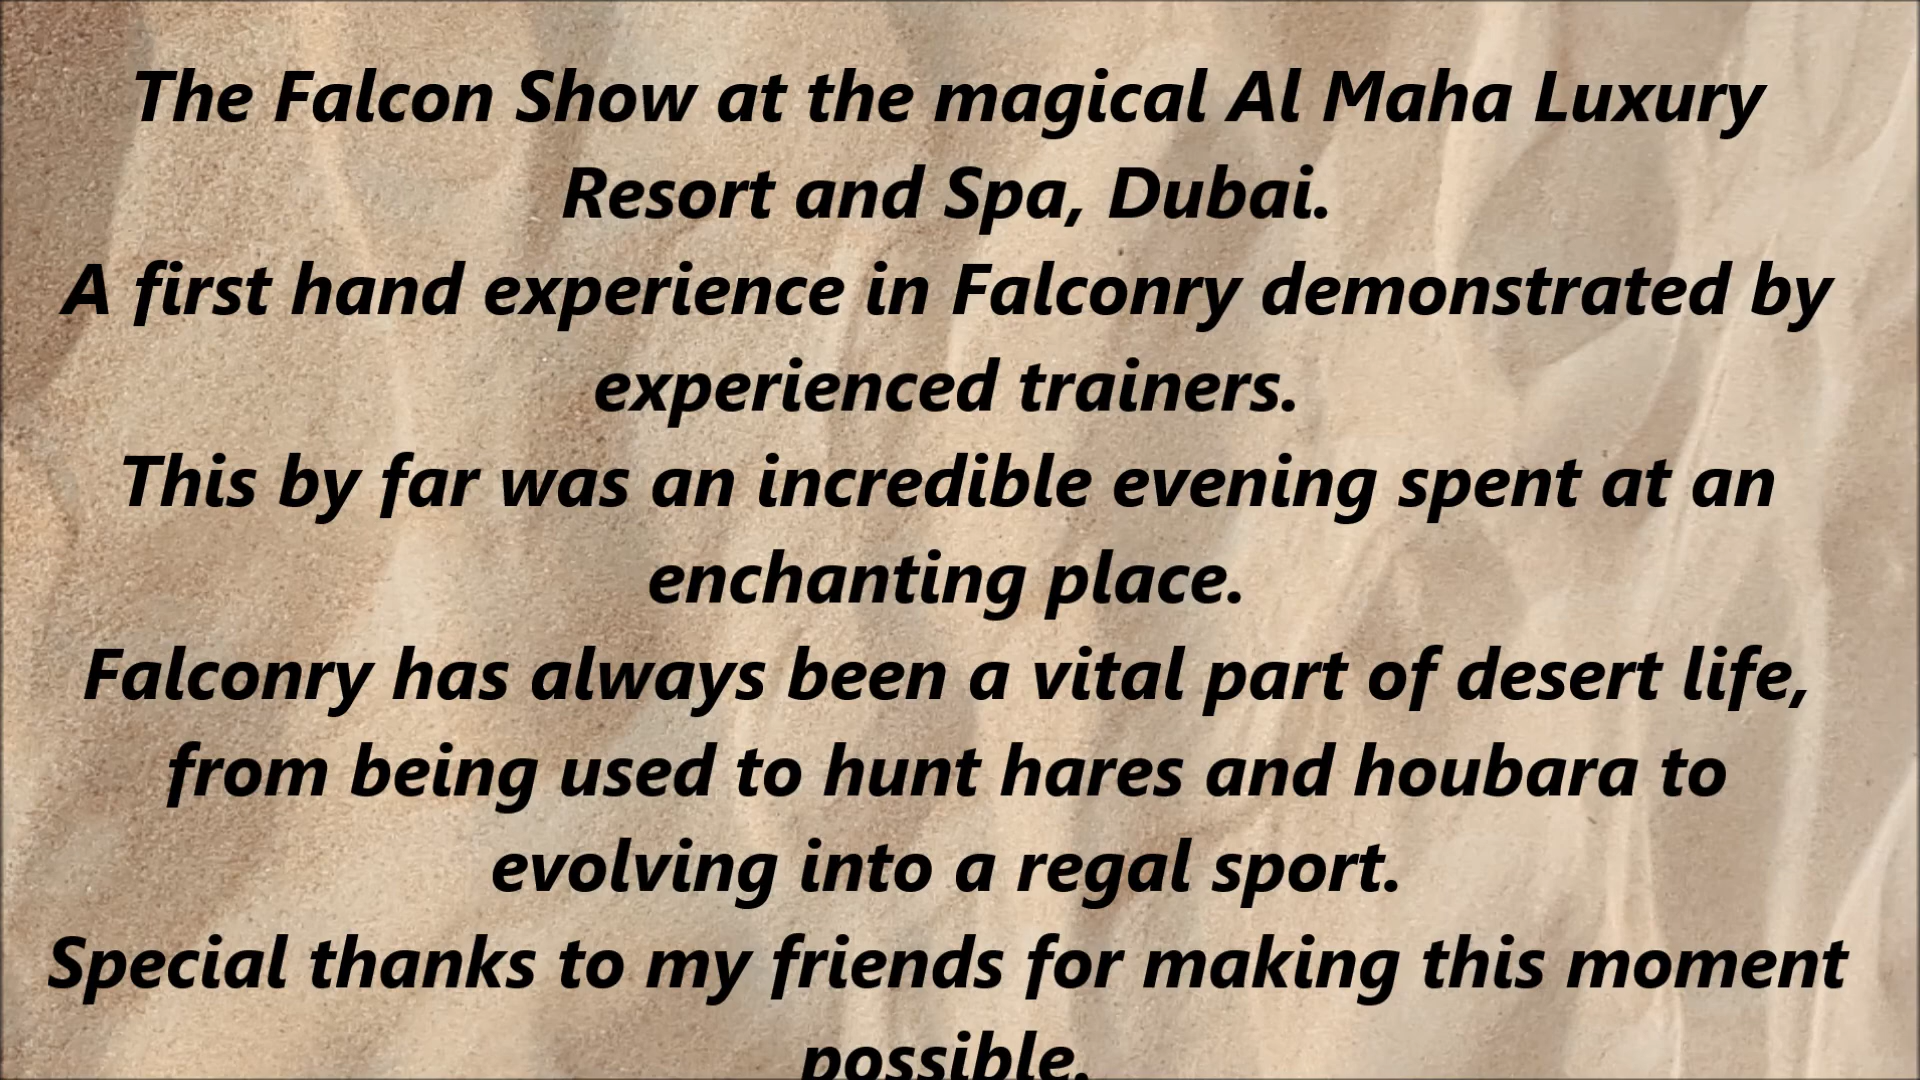 The Falcon Show at the magical Al Maha Luxury
Resort and Spa, Dubai.
A first hand experience in Falconry demonstrated by
experienced trainers.
This by far was an incredible evening spent at an
enchanting place.
Falconry has always been a vital part of desert life,
from being used to hunt hares and houbara to
evolving into a regal sport.
Special thanks to my friends for making this moment
possible.